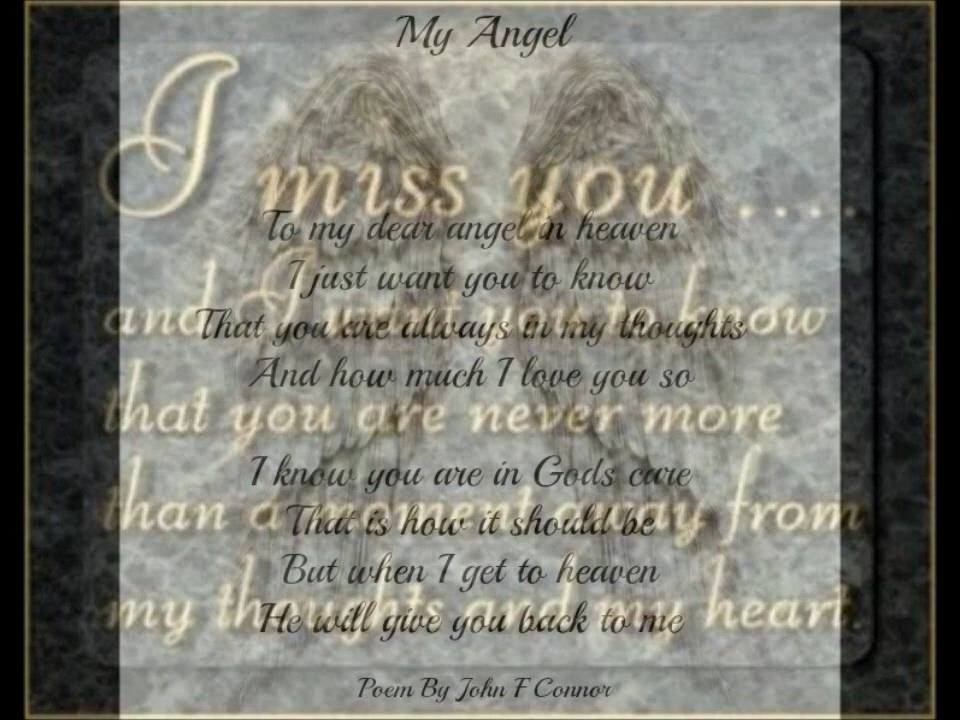 My Angel
I miss you ....
and I want you to know
that you are never more
than a moment away from
my thoughts and my heart.
To my dear angel in heaven
I just want you to know
That you are always in my thoughts
And how much I love you so
I know you are in Gods care
That is how it should be
But when I get to heaven
He will give you back to me
Poem By John F Connor